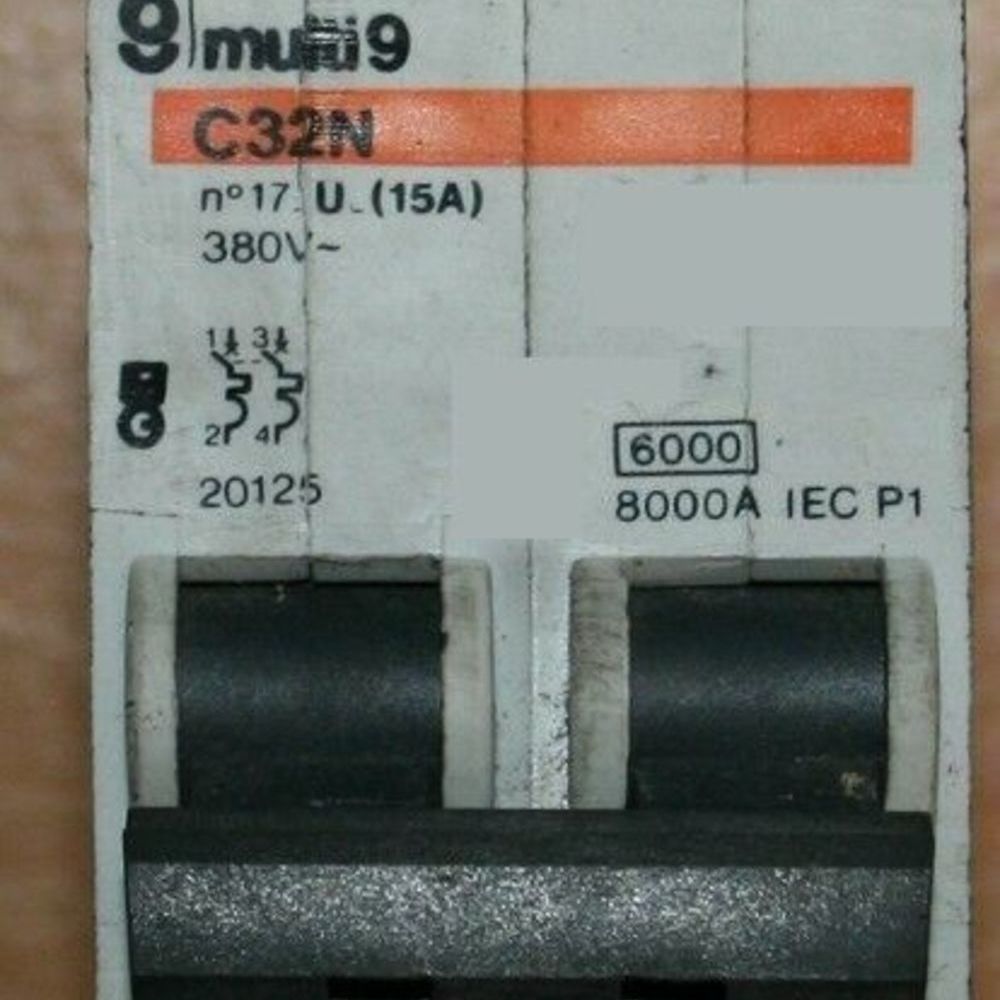 multi9
C32N
n° 17. U. (15A)
380V~
1 3
2 4
20125
6000
8000A IEC P1